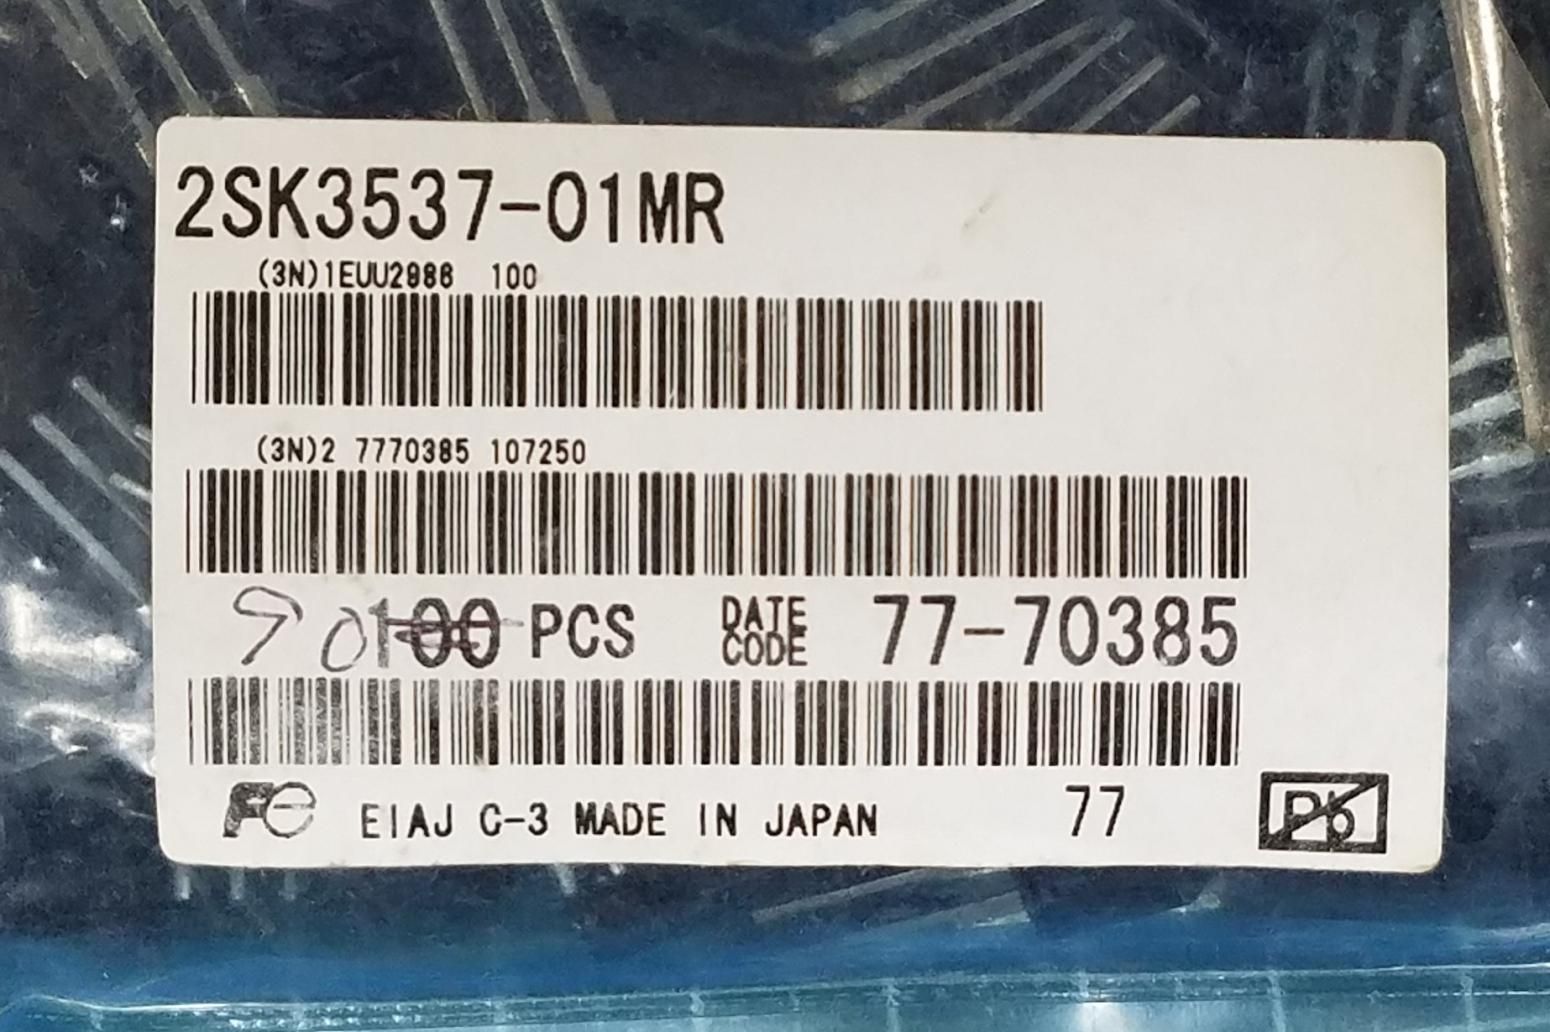 2SK3537-01MR
(3N)1EUU2986 100
(3N)2 7770385 107250
90 100 PCS DATE CODE 77-70385
Fe EIAJ C-3 MADE IN JAPAN 77 Pb